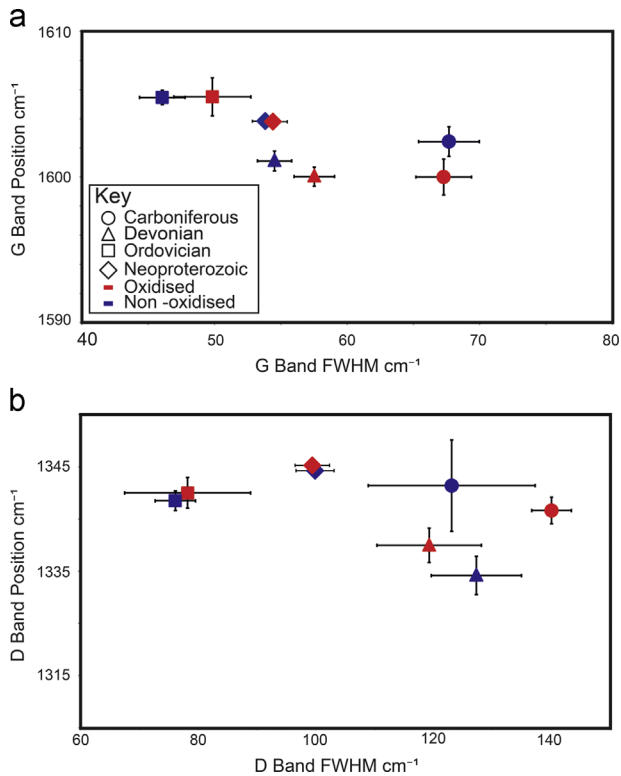 a
1610
1600
1590
G Band Position cm⁻¹
Key
Carboniferous
Devonian
Ordovician
Neoproterozoic
Oxidised
Non -oxidised
40 50 60 70 80
G Band FWHM cm⁻¹
b
1345
1335
1315
D Band Position cm⁻¹
60 80 100 120 140
D Band FWHM cm⁻¹